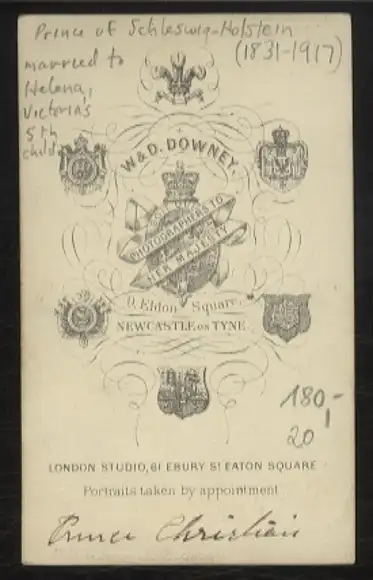 Prince of Schleswig-Holstein
(1831-1917)
married to
Helena,
Victoria's
5th
child
W. & D. DOWNEY.
PHOTOGRAPHERS TO
HER MAJESTY
9, Eldon Square,
NEWCASTLE ON TYNE
180,-
20
LONDON STUDIO, 61 EBURY ST EATON SQUARE
Portraits taken by appointment
Prince Christian